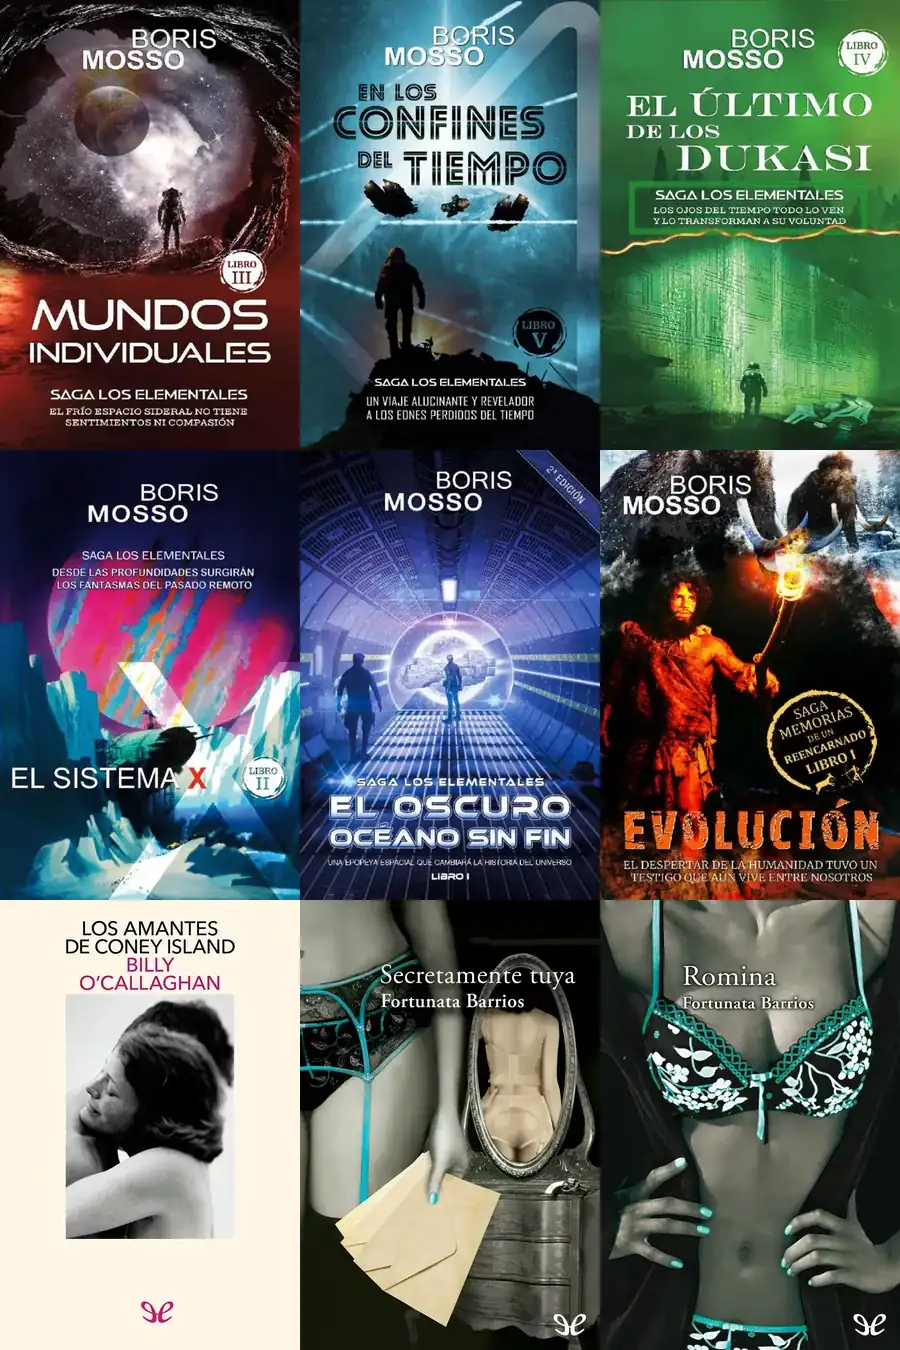 BORIS
MOSSO
LIBRO
III
MUNDOS
INDIVIDUALES
SAGA LOS ELEMENTALES
EL FRÍO ESPACIO SIDERAL NO TIENE
SENTIMIENTOS NI COMPASIÓN
BORIS
MOSSO
EN LOS
CONFINES
DEL TIEMPO
LIBRO
V
SAGA LOS ELEMENTALES
UN VIAJE ALUCINANTE Y REVELADOR
A LOS EONES PERDIDOS DEL TIEMPO
BORIS
MOSSO
LIBRO
IV
EL ÚLTIMO
DE LOS
DUKASI
SAGA LOS ELEMENTALES
LOS OJOS DEL TIEMPO TODO LO VEN
Y LO TRANSFORMAN A SU VOLUNTAD
BORIS
MOSSO
SAGA LOS ELEMENTALES
DESDE LAS PROFUNDIDADES SURGIRÁN
LOS FANTASMAS DEL PASADO REMOTO
EL SISTEMA X
LIBRO
II
BORIS
MOSSO
2ª EDICIÓN
SAGA LOS ELEMENTALES
EL OSCURO
OCÉANO SIN FIN
UNA EPOPEYA ESPACIAL QUE CAMBIARÁ LA HISTORIA DEL UNIVERSO
LIBRO I
BORIS
MOSSO
SAGA
MEMORIAS
DE UN
REENCARNADO
LIBRO I
EVOLUCIÓN
EL DESPERTAR DE LA HUMANIDAD TUVO UN
TESTIGO QUE AÚN VIVE ENTRE NOSOTROS
LOS AMANTES
DE CONEY ISLAND
BILLY
O'CALLAGHAN
Secretamente tuya
Fortunata Barrios
Romina
Fortunata Barrios